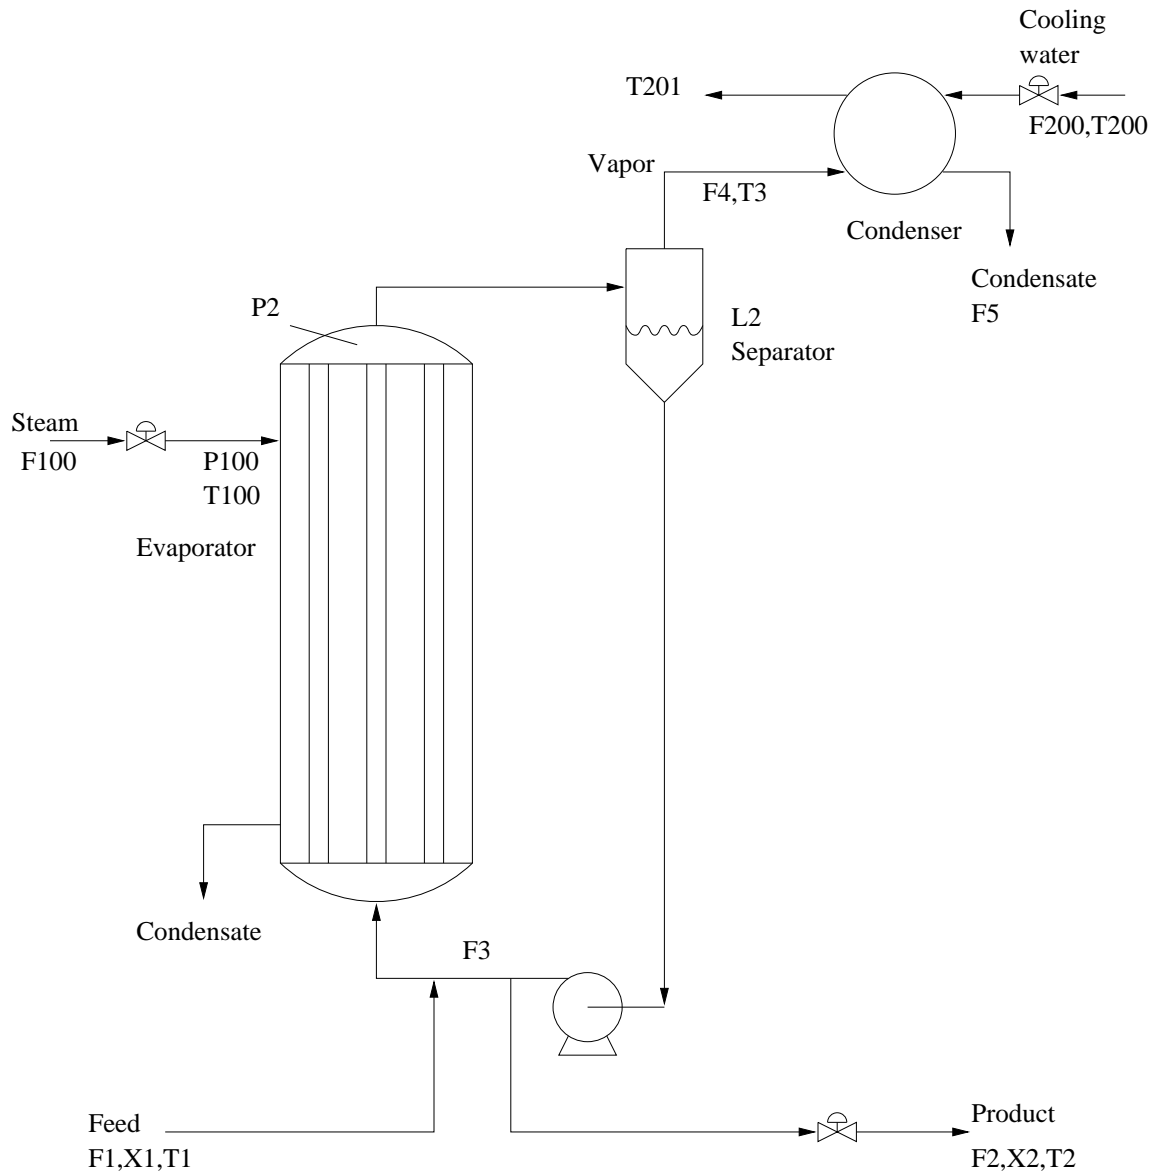 Cooling
water
T201
F200,T200
Vapor
F4,T3
Condenser
Condensate
F5
P2
L2
Separator
Steam
F100
P100
T100
Evaporator
Condensate
F3
Feed
F1,X1,T1
Product
F2,X2,T2